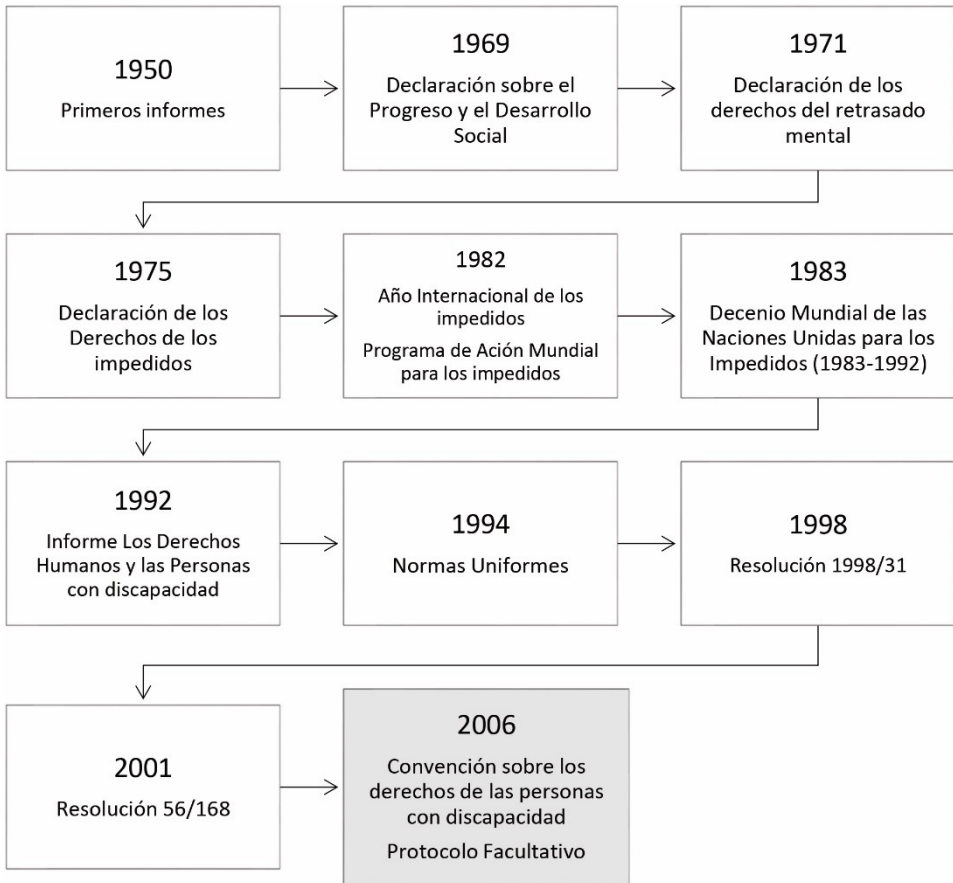 1950
Primeros informes
1969
Declaración sobre el
Progreso y el Desarrollo
Social
1971
Declaración de los
derechos del retrasado
mental
1975
Declaración de los
Derechos de los
impedidos
1982
Año Internacional de los
impedidos
Programa de Ación Mundial
para los impedidos
1983
Decenio Mundial de las
Naciones Unidas para los
Impedidos (1983-1992)
1992
Informe Los Derechos
Humanos y las Personas
con discapacidad
1994
Normas Uniformes
1998
Resolución 1998/31
2001
Resolución 56/168
2006
Convención sobre los
derechos de las personas
con discapacidad
Protocolo Facultativo